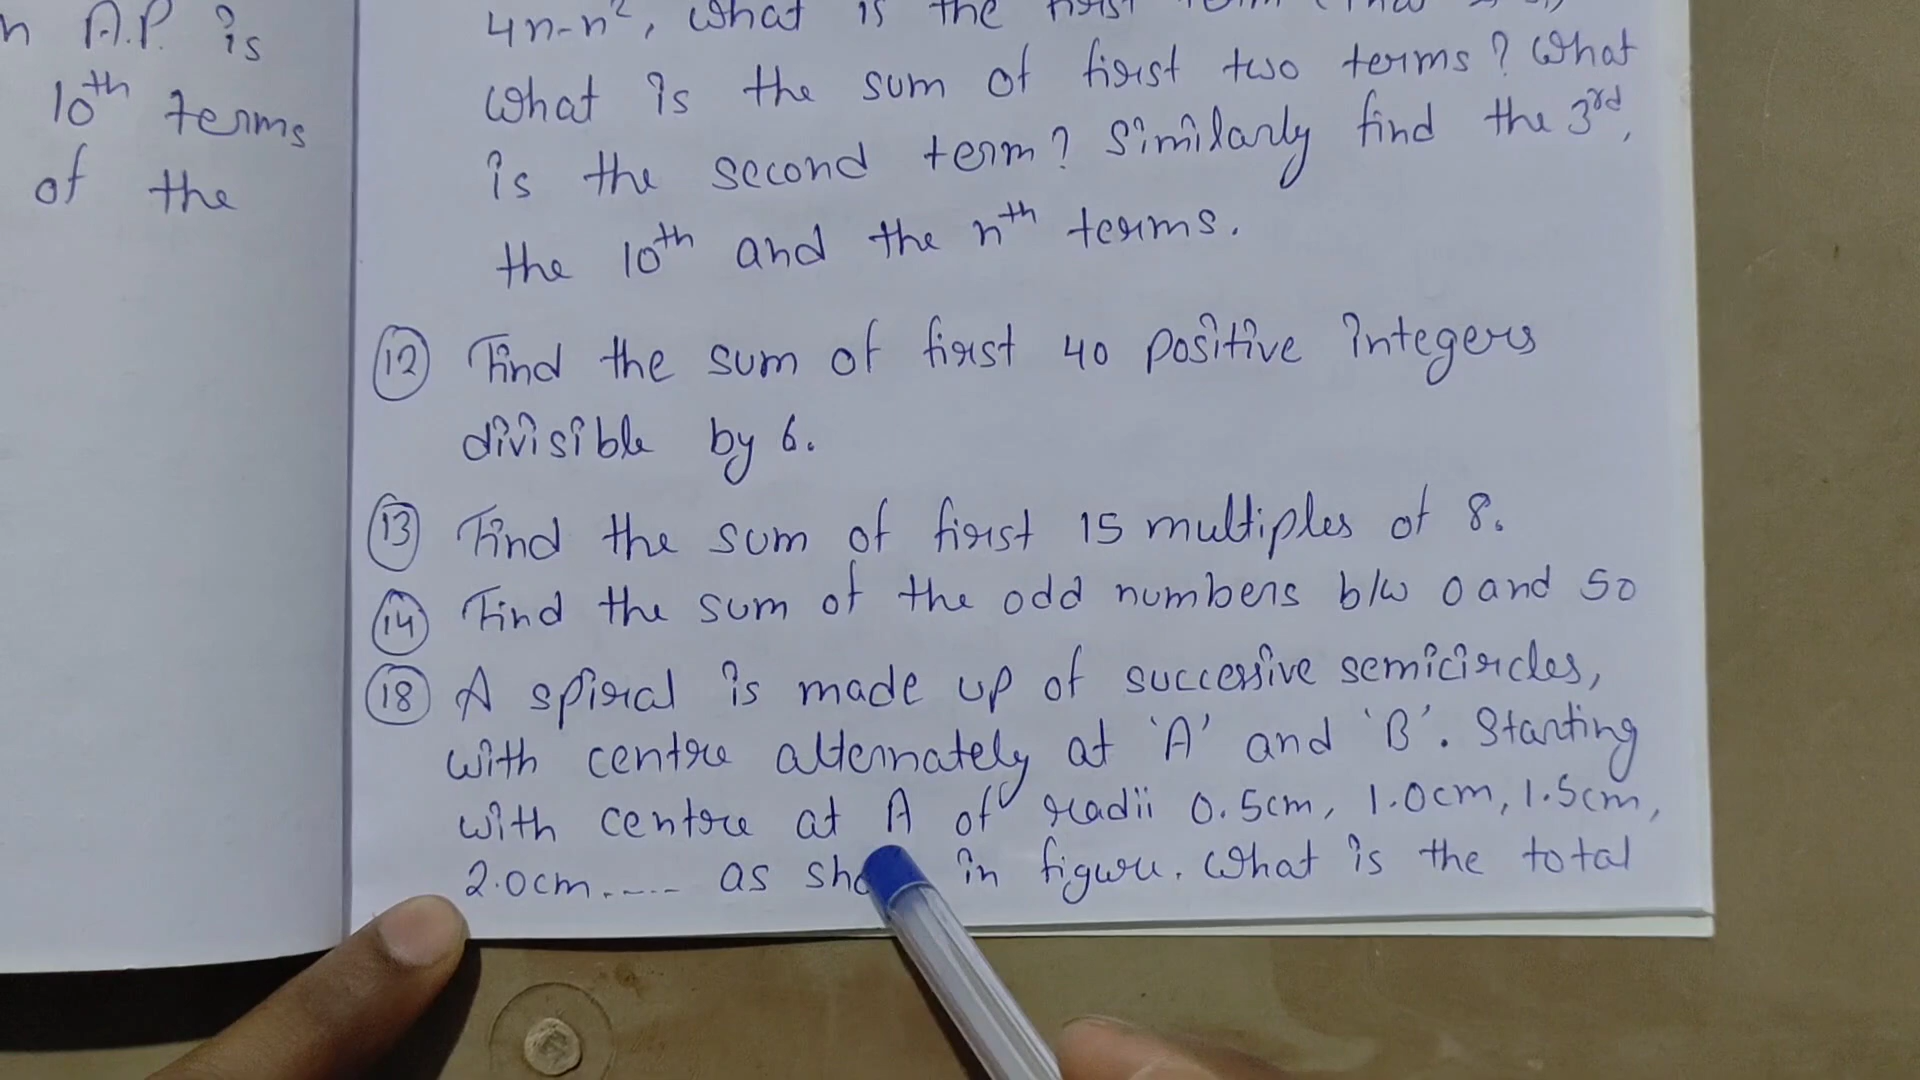 n A.P. is
10th terms
of the
4n-n², what is the first term
what is the sum of first two terms? What
is the second term? Similarly find the 3rd,
the 10th and the nth terms.
12 Find the sum of first 40 positive integers
divisible by 6.
13 Find the sum of first 15 multiples of 8.
14 Find the sum of the odd numbers b/w 0 and 50
18 A spiral is made up of successive semicircles,
with centre alternately at 'A' and 'B'. Starting
with centre at A of radii 0.5cm, 1.0cm, 1.5cm,
2.0cm..... as in figure. What is the total